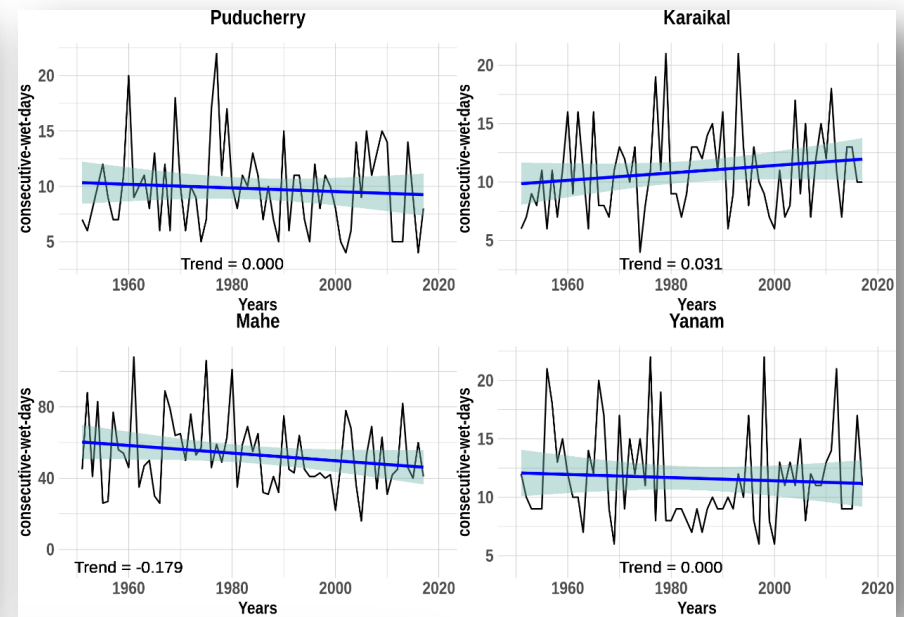 Puducherry
consecutive-wet-days
20
15
10
5
Trend = 0.000
1960
1980
2000
2020
Years
Karaikal
consecutive-wet-days
20
15
10
5
Trend = 0.031
1960
1980
2000
2020
Years
Mahe
consecutive-wet-days
80
40
0
Trend = -0.179
1960
1980
2000
2020
Years
Yanam
consecutive-wet-days
20
15
10
5
Trend = 0.000
1960
1980
2000
2020
Years